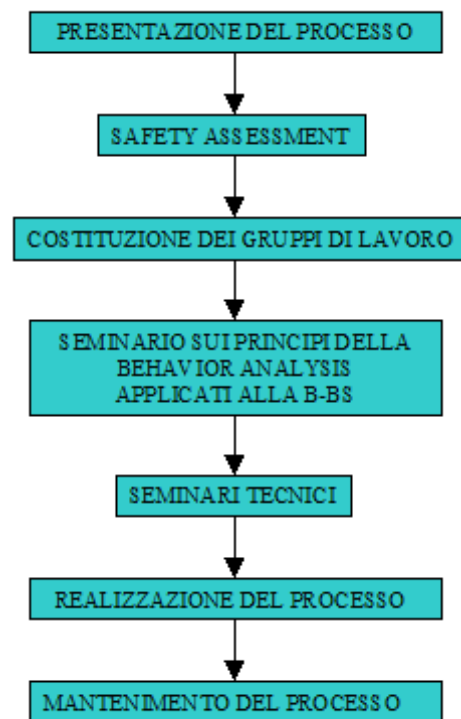 PRESENTAZIONE DEL PROCESSO
SAFETY ASSESSMENT
COSTITUZIONE DEI GRUPPI DI LAVORO
SEMINARIO SUI PRINCIPI DELLA
BEHAVIOR ANALYSIS
APPLICATI ALLA B-BS
SEMINARI TECNICI
REALIZZAZIONE DEL PROCESSO
MANTENIMENTO DEL PROCESSO